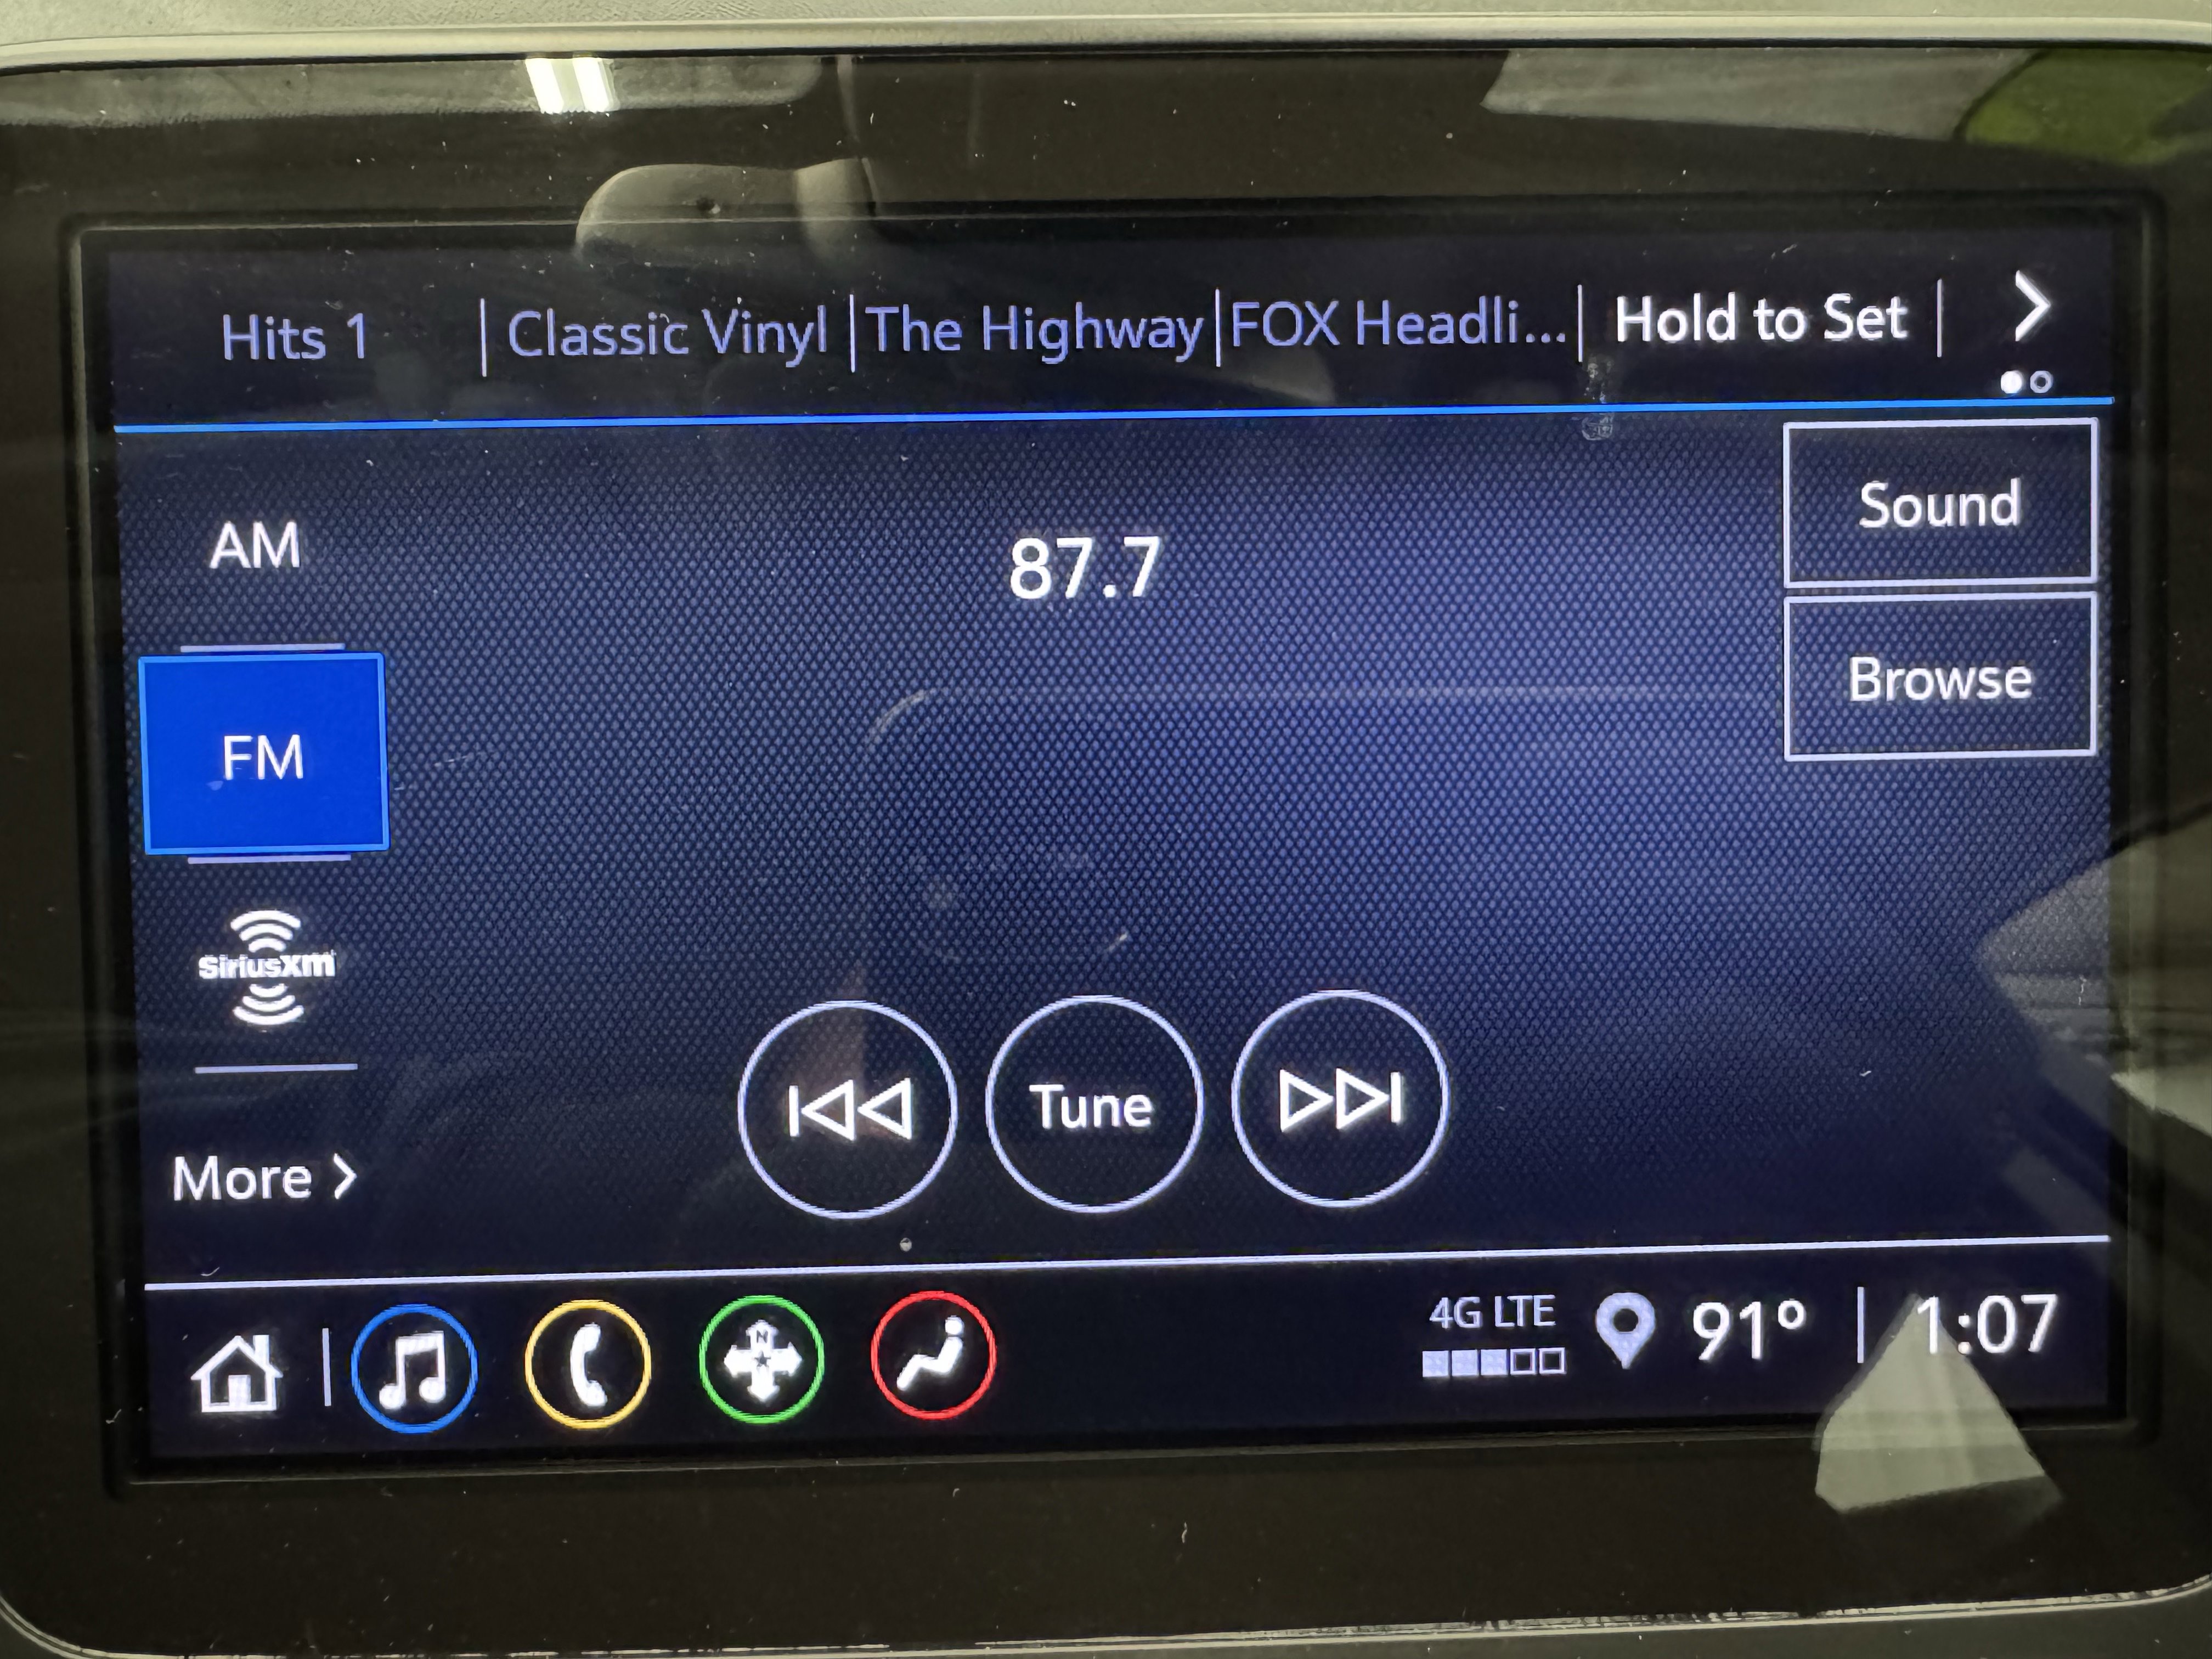 Hits 1 | Classic Vinyl | The Highway | FOX Headli... | Hold to Set |
Sound
AM
87.7
Browse
FM
SiriusXM
Tune
More >
4G LTE
N
91° | 1:07